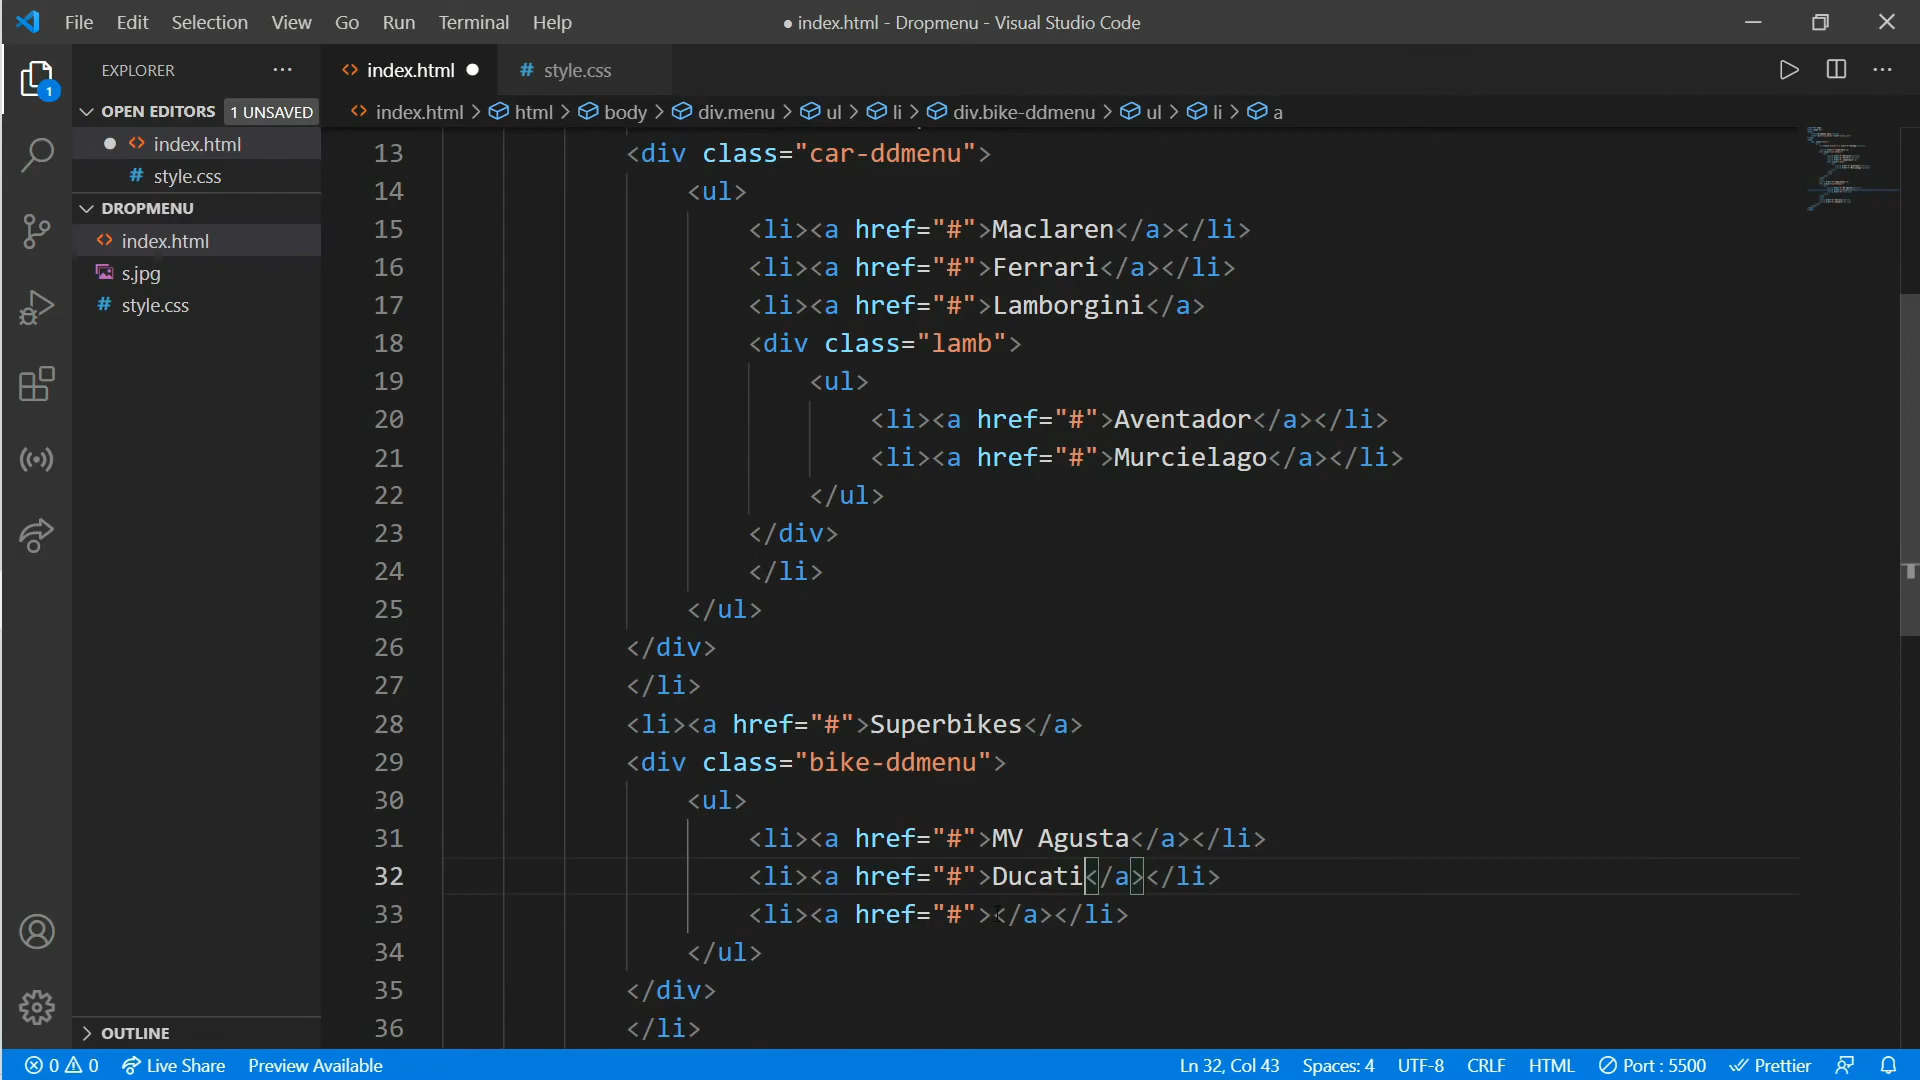 File Edit Selection View Go Run Terminal Help ● index.html - Dropmenu - Visual Studio Code
EXPLORER ···
index.html
# style.css
OPEN EDITORS 1 UNSAVED
index.html > html > body > div.menu > ul > li > div.bike-ddmenu > ul > li > a
1
index.html
# style.css
DROPMENU
index.html
s.jpg
# style.css
13 <div class="car-ddmenu">
14 <ul>
15 <li><a href="#">Maclaren</a></li>
16 <li><a href="#">Ferrari</a></li>
17 <li><a href="#">Lamborgini</a>
18 <div class="lamb">
19 <ul>
20 <li><a href="#">Aventador</a></li>
21 <li><a href="#">Murcielago</a></li>
22 </ul>
23 </div>
24 </li>
25 </ul>
26 </div>
27 </li>
28 <li><a href="#">Superbikes</a>
29 <div class="bike-ddmenu">
30 <ul>
31 <li><a href="#">MV Agusta</a></li>
32 <li><a href="#">Ducati</a></li>
33 <li><a href="#"></a></li>
34 </ul>
35 </div>
36 </li>
OUTLINE
0 0 Live Share Preview Available Ln 32, Col 43 Spaces: 4 UTF-8 CRLF HTML Port : 5500 Prettier